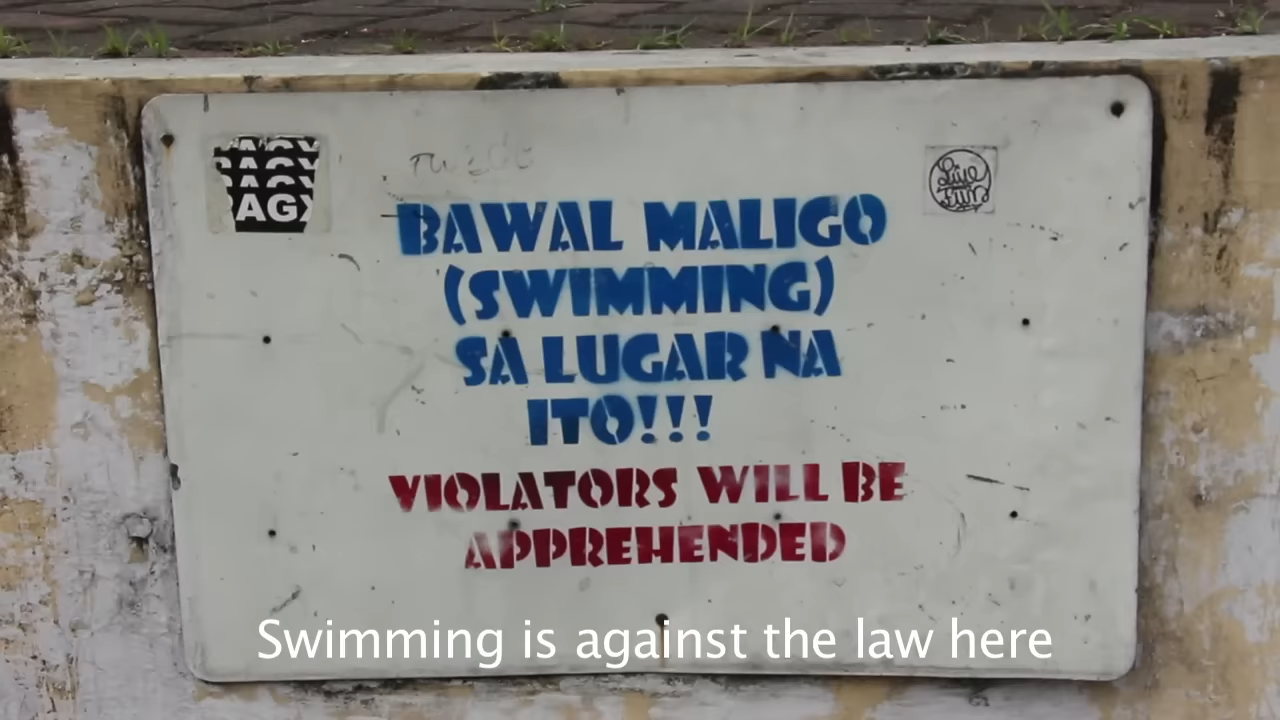 BAWAL MALIGO
(SWIMMING)
SA LUGAR NA
ITO!!!
VIOLATORS WILL BE
APPREHENDED
Swimming is against the law here